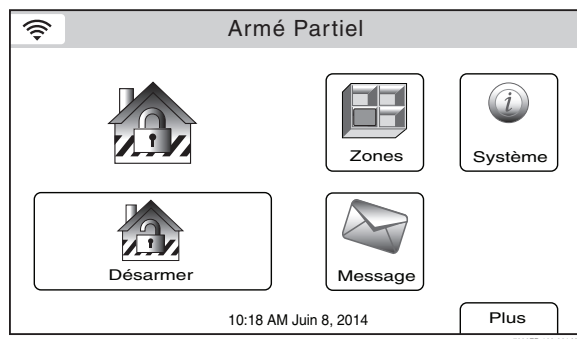 Armé Partiel
Zones
Système
Désarmer
Message
10:18 AM Juin 8, 2014
Plus